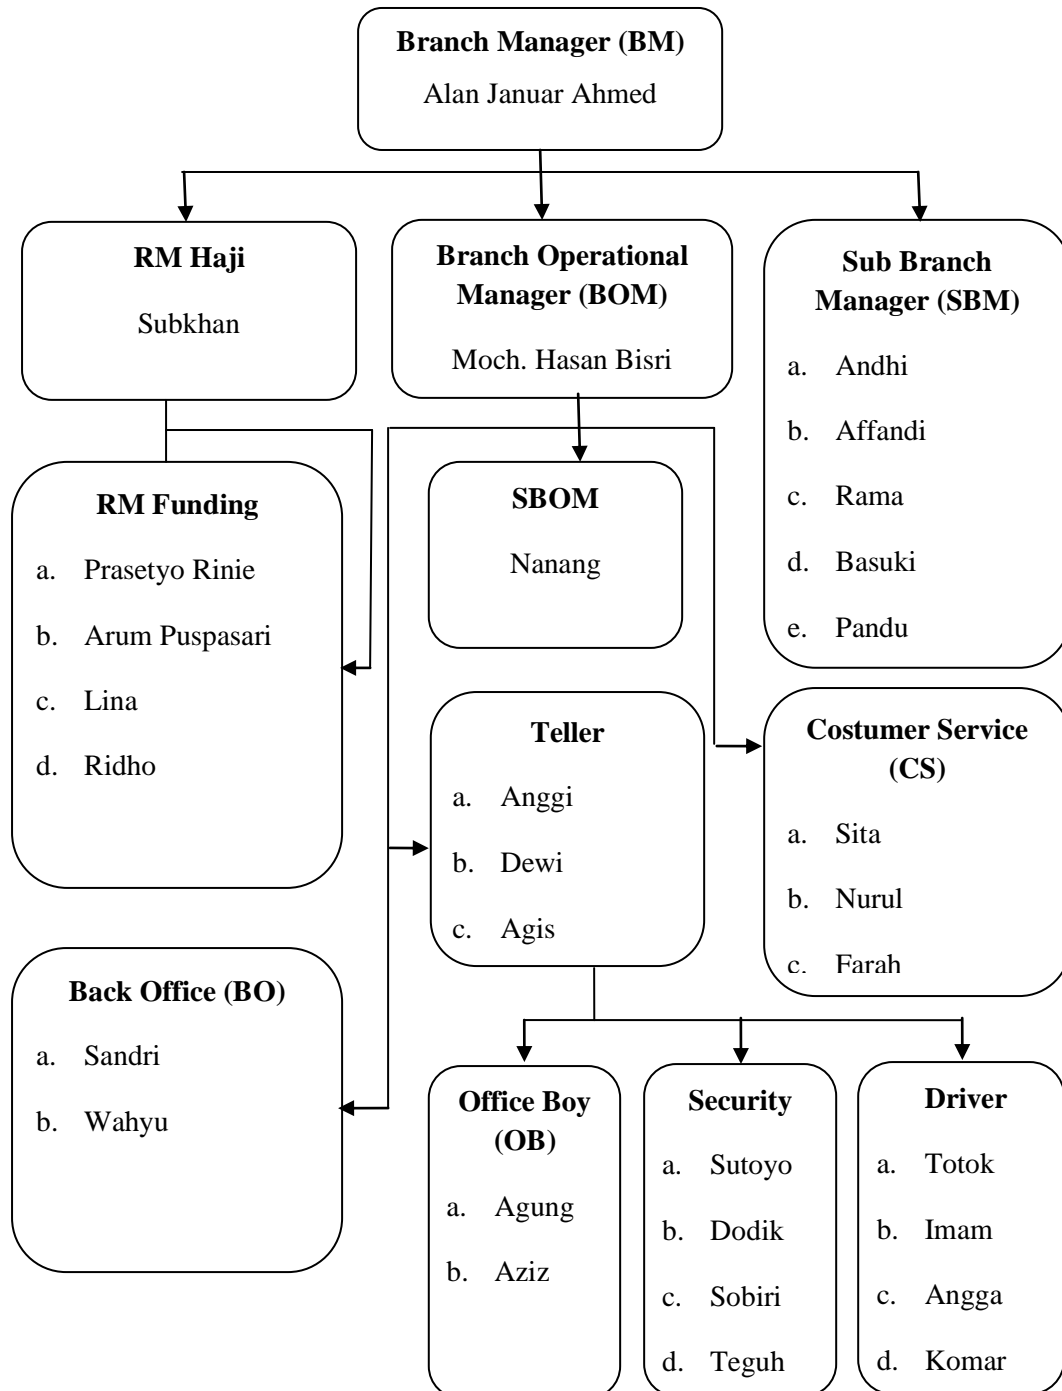 Branch Manager (BM)
Alan Januar Ahmed
RM Haji
Subkhan
Branch Operational
Manager (BOM)
Moch. Hasan Bisri
Sub Branch
Manager (SBM)
a. Andhi
b. Affandi
c. Rama
d. Basuki
e. Pandu
RM Funding
a. Prasetyo Rinie
b. Arum Puspasari
c. Lina
d. Ridho
SBOM
Nanang
Teller
a. Anggi
b. Dewi
c. Agis
Costumer Service
(CS)
a. Sita
b. Nurul
c. Farah
Back Office (BO)
a. Sandri
b. Wahyu
Office Boy
(OB)
a. Agung
b. Aziz
Security
a. Sutoyo
b. Dodik
c. Sobiri
d. Teguh
Driver
a. Totok
b. Imam
c. Angga
d. Komar